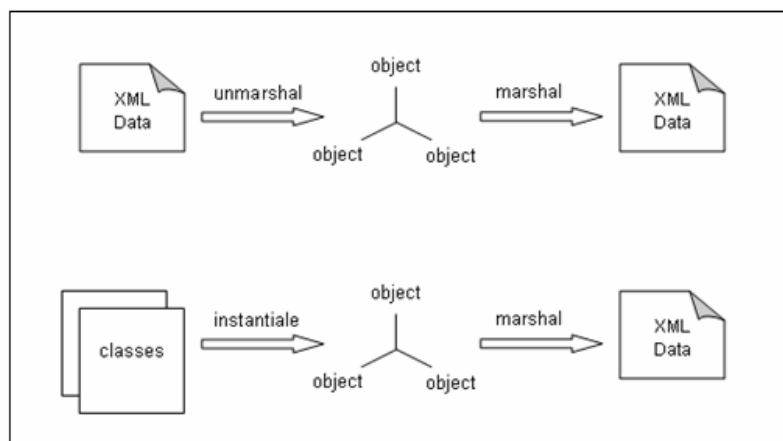 object
XML
Data
unmarshal
marshal
XML
Data
object
object
object
classes
instantiale
marshal
XML
Data
object
object